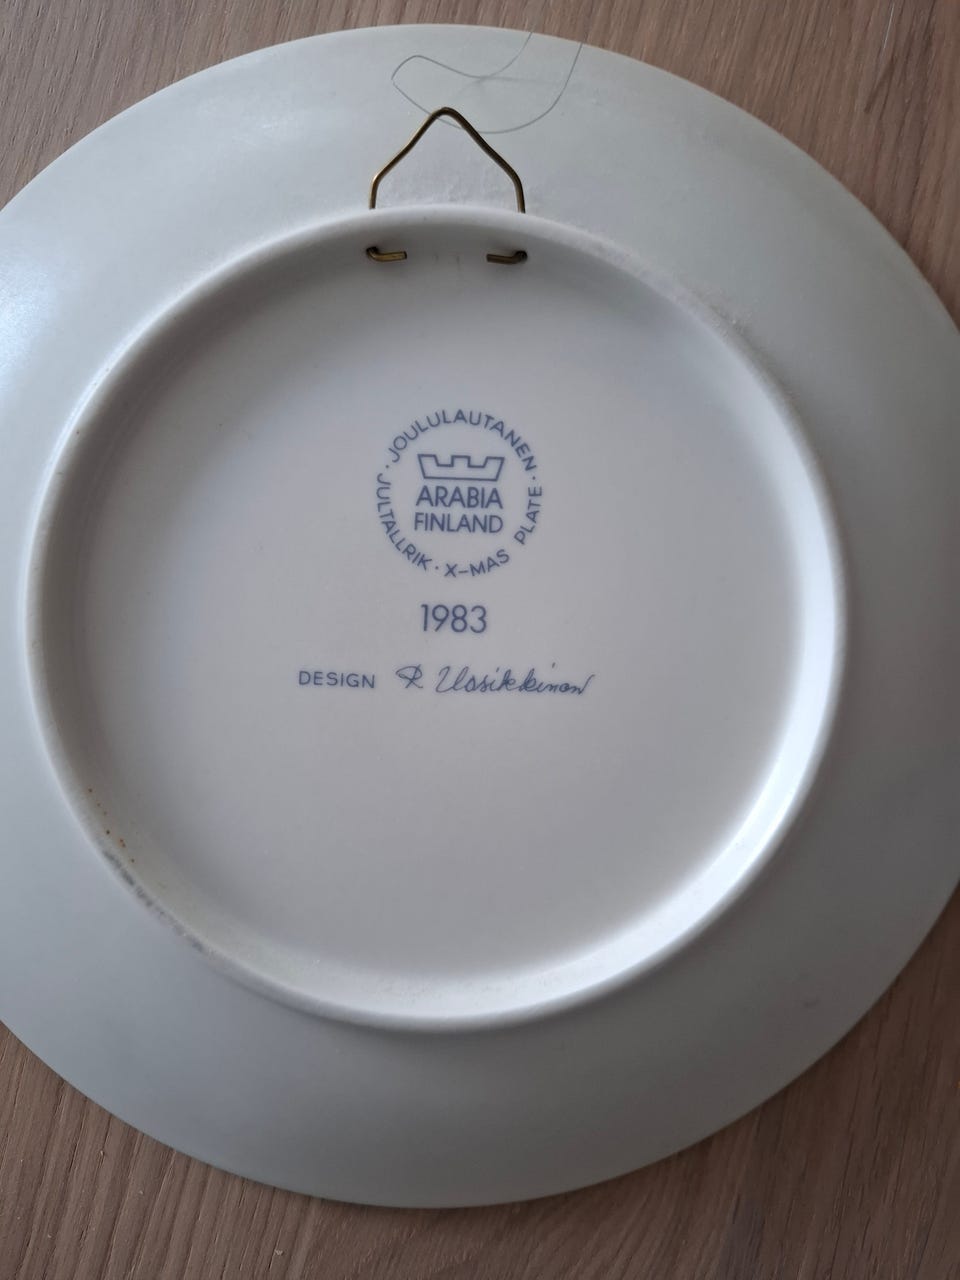 · JOULULAUTANEN · X-MAS PLATE · JULTALLRIK
ARABIA
FINLAND
1983
DESIGN R. Uosikkinen